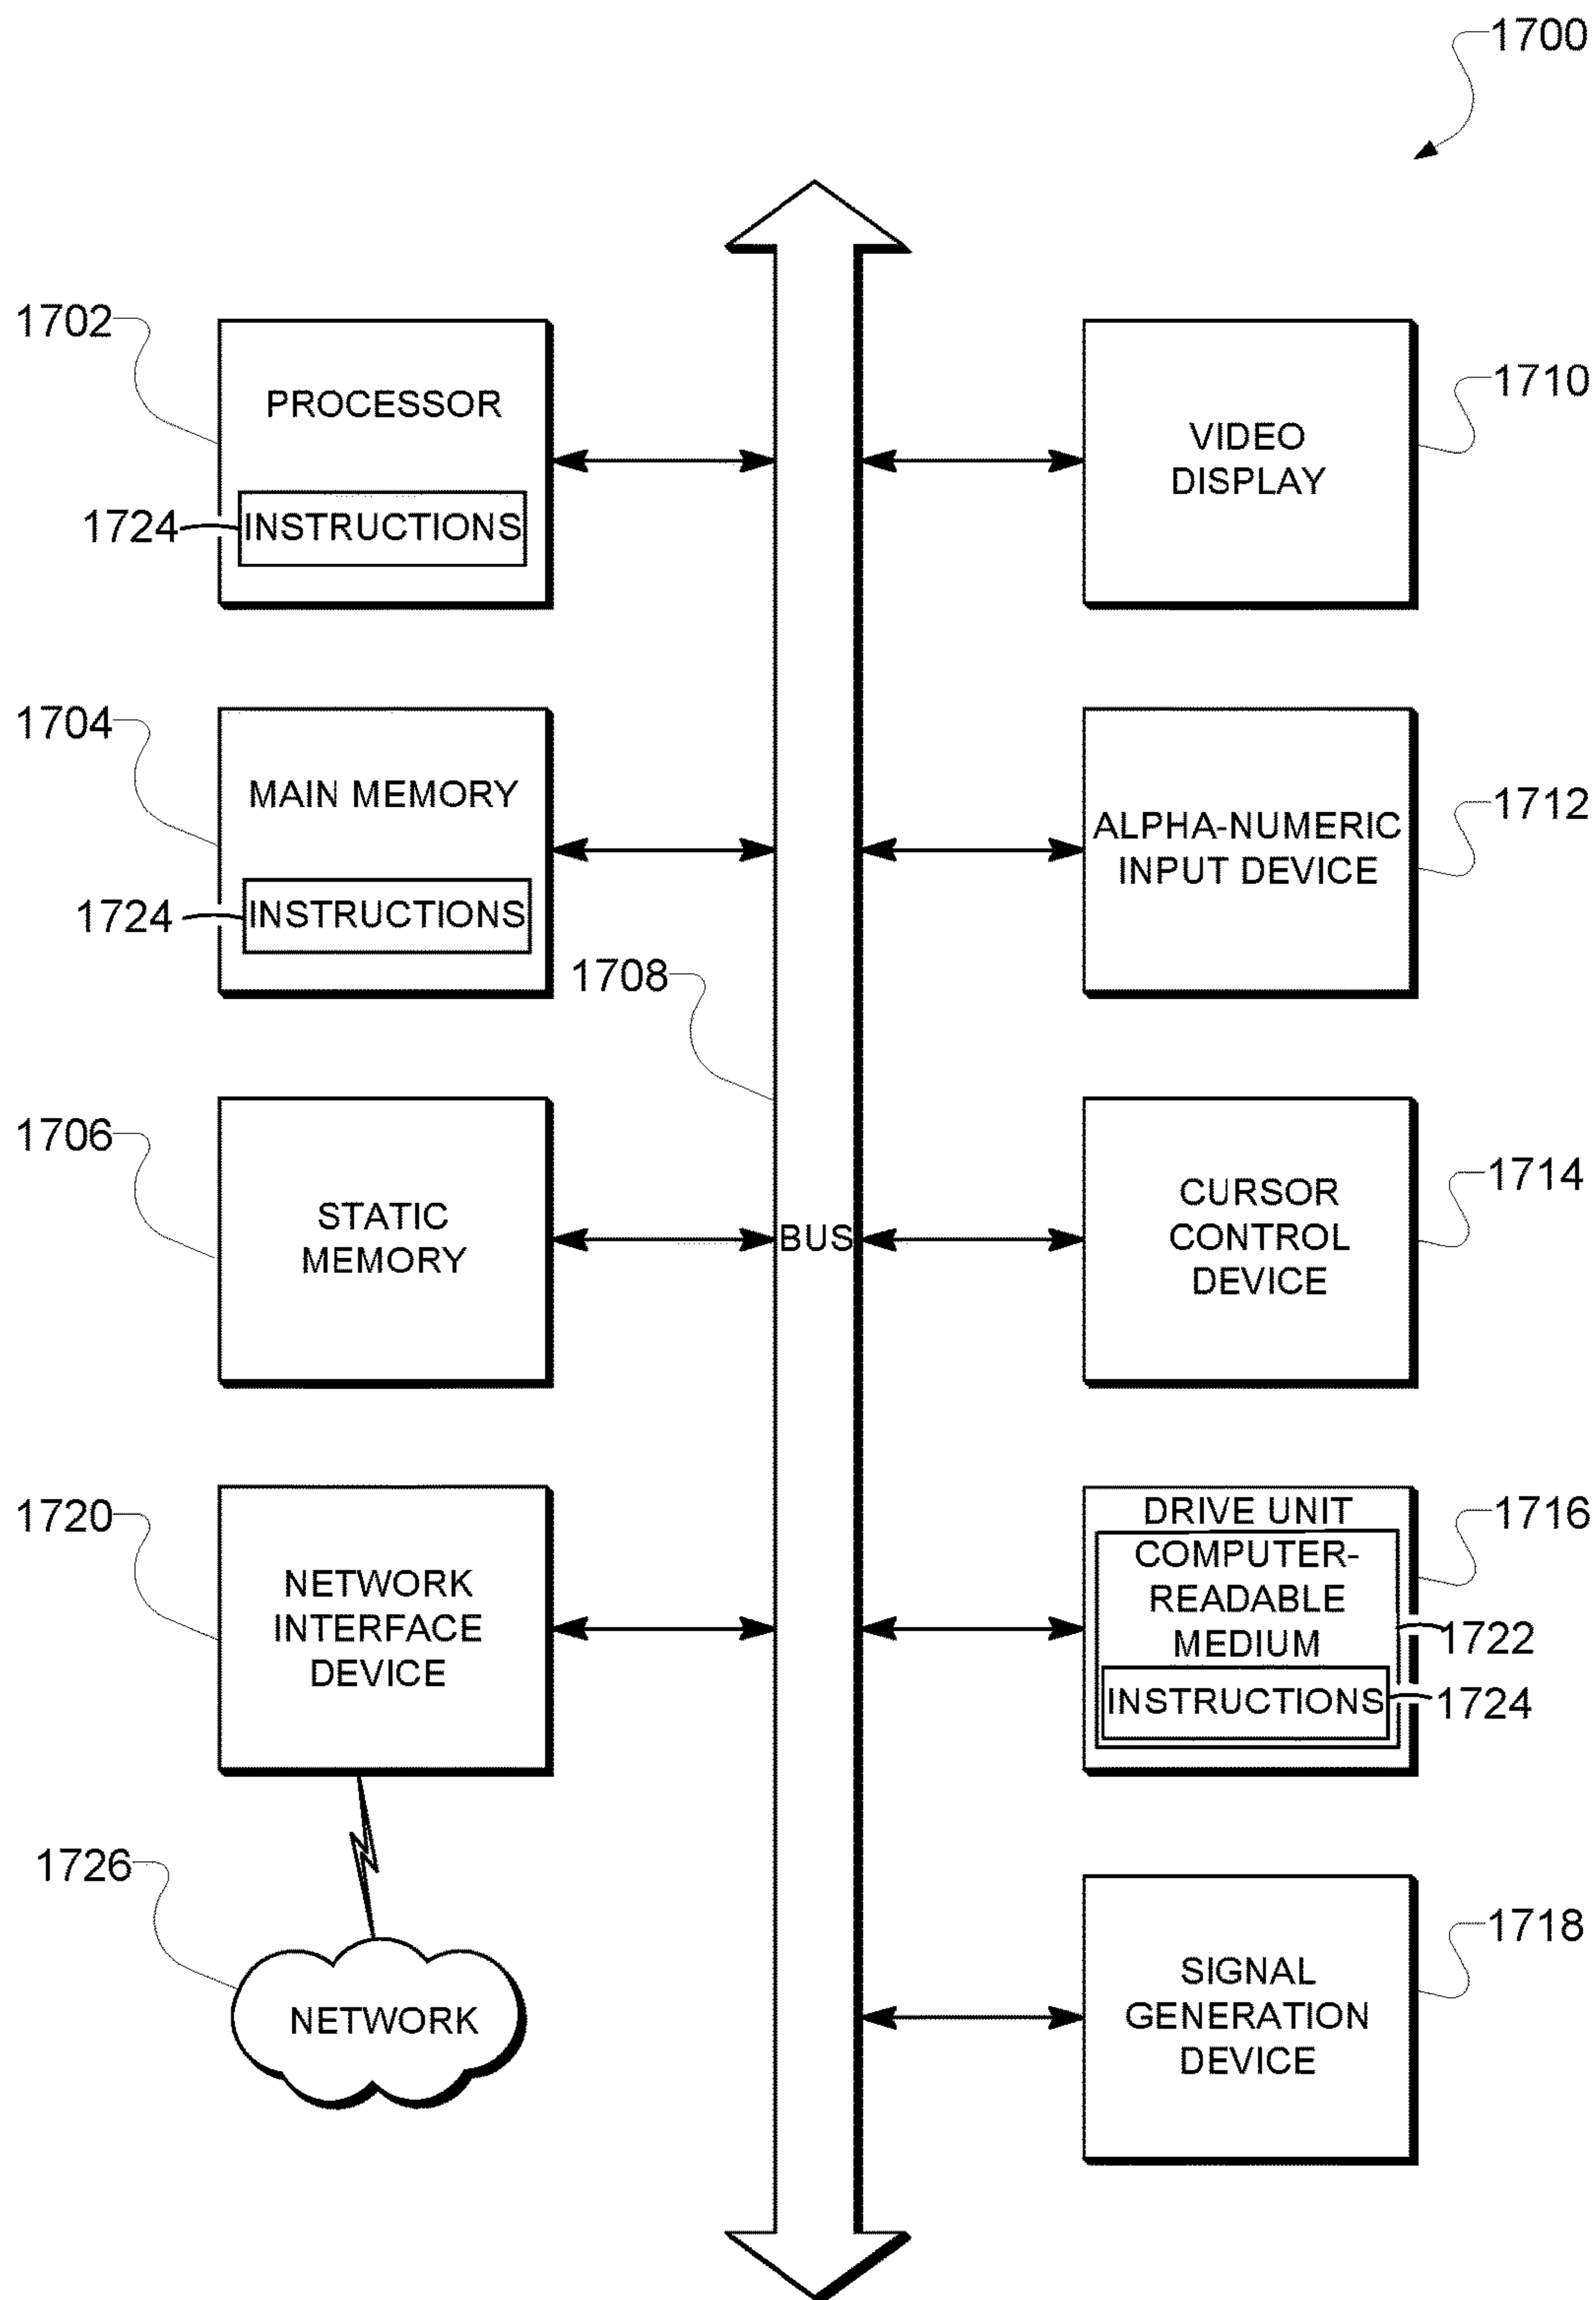 1700
1702
PROCESSOR
1724
INSTRUCTIONS
1710
VIDEO
DISPLAY
1704
MAIN MEMORY
1724
INSTRUCTIONS
1712
ALPHA-NUMERIC
INPUT DEVICE
1708
BUS
1706
STATIC
MEMORY
1714
CURSOR
CONTROL
DEVICE
1720
NETWORK
INTERFACE
DEVICE
1716
DRIVE UNIT
COMPUTER-
READABLE
MEDIUM
1722
INSTRUCTIONS
1724
1726
NETWORK
1718
SIGNAL
GENERATION
DEVICE